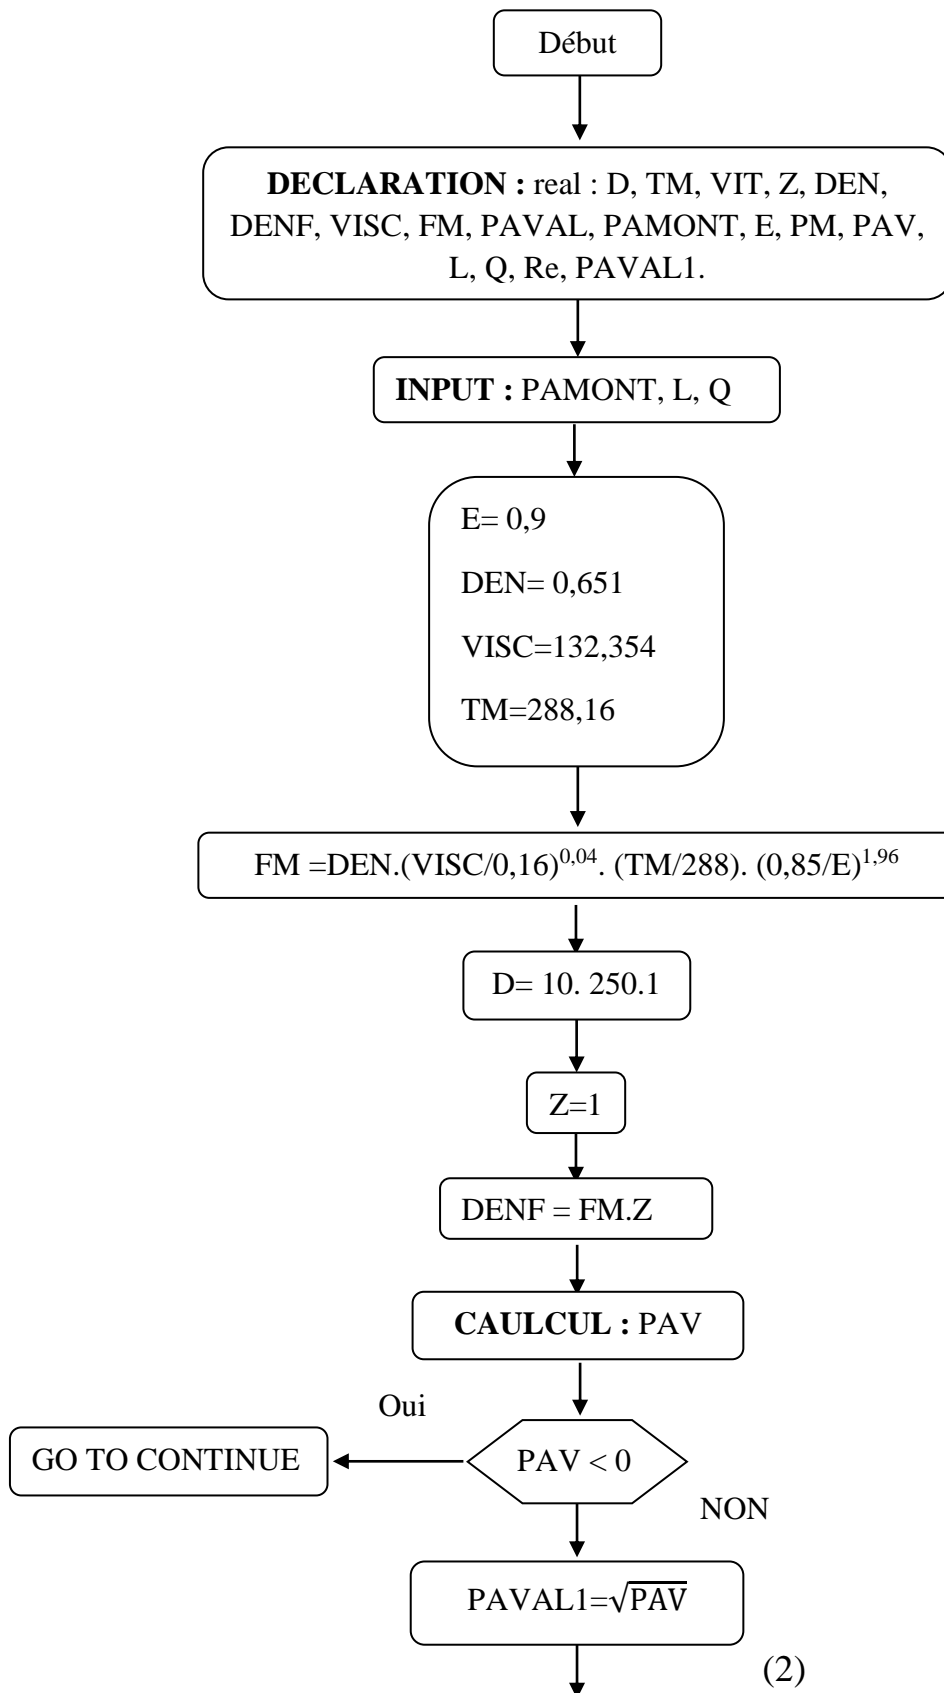 Début
DECLARATION : real : D, TM, VIT, Z, DEN,
DENF, VISC, FM, PAVAL, PAMONT, E, PM, PAV,
L, Q, Re, PAVAL1.
INPUT : PAMONT, L, Q
E= 0,9
DEN= 0,651
VISC=132,354
TM=288,16
FM =DEN.(VISC/0,16)^0,04. (TM/288). (0,85/E)^1,96
D= 10. 250.1
Z=1
DENF = FM.Z
CAULCUL : PAV
Oui
GO TO CONTINUE
PAV < 0
NON
PAVAL1=√PAV
(2)